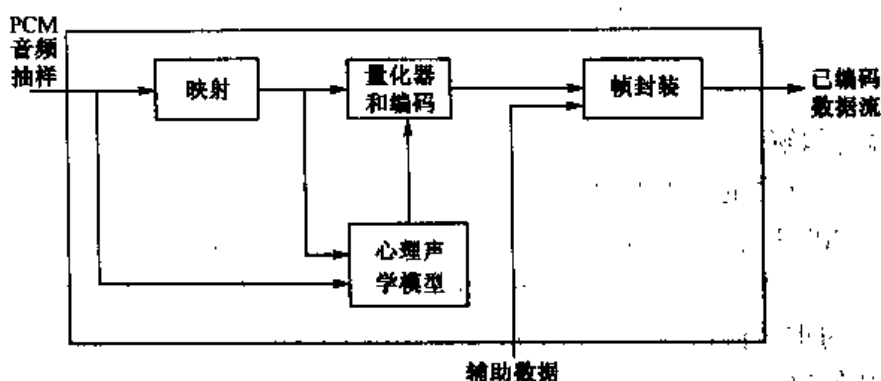 PCM
音频
抽样
映射
量化器
和编码
帧封装
已编码
数据流
心理声
学模型
辅助数据